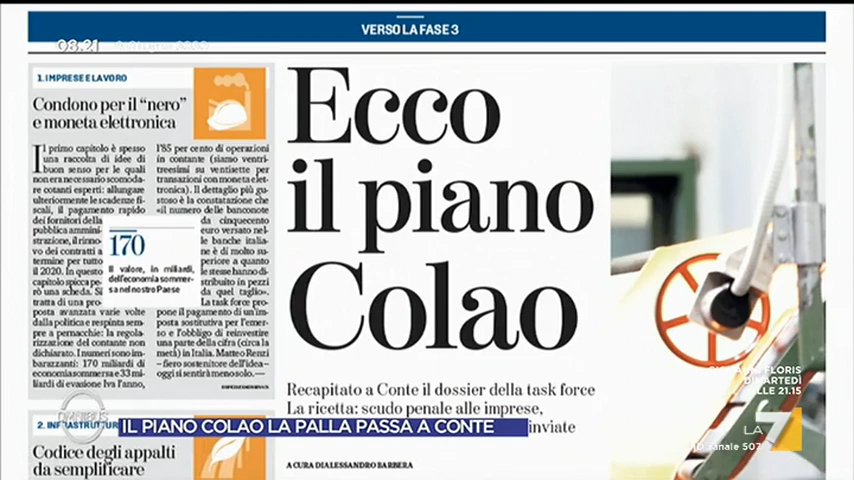 VERSO LA FASE 3
08.21
1. IMPRESE E LAVORO
Condono per il “nero”
e moneta elettronica
Il primo capitolo è spesso
una raccolta di idee di
buon senso per le quali
non era necessario scomoda-
re cotanti esperti: allungare
ulteriormente le scadenze fi-
scali, il pagamento rapido
dei fornitori della
pubblica ammini-
strazione, il rinno-
vo dei contratti a
termine per tutto
il 2020. In questo
capitolo spicca pe-
rò una scheda. Si
tratta di una pro-
posta avanzata varie volte
dalla politica e respinta sem-
pre a pernacchie: la regola-
rizzazione del contante non
dichiarato. I numeri sono im-
barazzanti: 170 miliardi di
economia sommersa e 33 mi-
liardi di evasione Iva l'anno,
l'85 per cento di operazioni
in contante (siamo ventri-
treesimi su ventisette per
transazioni con moneta elet-
tronica). Il dettaglio più gu-
stoso è la constatazione che
«il numero delle banconote
da cinquecento
euro versato nel-
le banche italia-
ne è di molto su-
periore a quanto
le stesse hanno di-
stribuito in pezzi
da quel taglio».
La task force pro-
pone il pagamento di un'im-
posta sostitutiva per l'emer-
so e l'obbligo di reinvestire
una parte della cifra (circa la
metà) in Italia. Matteo Renzi
–fiero sostenitore dell'idea–
oggi si sentirà meno solo.—
170
Il valore, in miliardi,
dell'economia sommer-
sa nel nostro Paese
Ecco
il piano
Colao
Recapitato a Conte il dossier della task force
La ricetta: scudo penale alle imprese,
inviate
A CURA DI ALESSANDRO BARBERA
2. INFRASTRUTTUR
Codice degli appalti
da semplificare
OMNIBUS
IL PIANO COLAO LA PALLA PASSA A CONTE
FLORIS
DIMARTEDÌ
ALLE 21.15
LA 7
HD canale 507